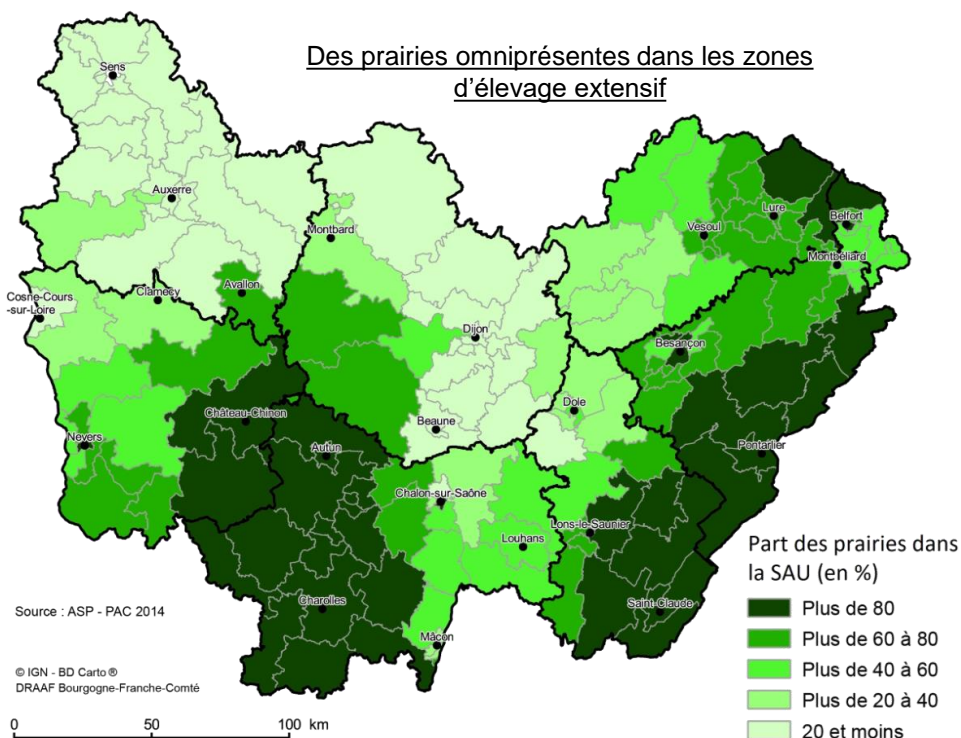 Des prairies omniprésentes dans les zones
d'élevage extensif
Sens
Auxerre
Montbard
Vesoul
Lure
Belfort
Montbéliard
Cosne-Cours
-sur-Loire
Clamecy
Avallon
Dijon
Besançon
Beaune
Dole
Château-Chinon
Nevers
Autun
Pontarlier
Chalon-sur-Saône
Louhans
Lons-le-Saunier
Charolles
Saint-Claude
Mâcon
Part des prairies dans
la SAU (en %)
Plus de 80
Plus de 60 à 80
Plus de 40 à 60
Plus de 20 à 40
20 et moins
Source : ASP - PAC 2014
© IGN - BD Carto ®
DRAAF Bourgogne-Franche-Comté
0 50 100 km